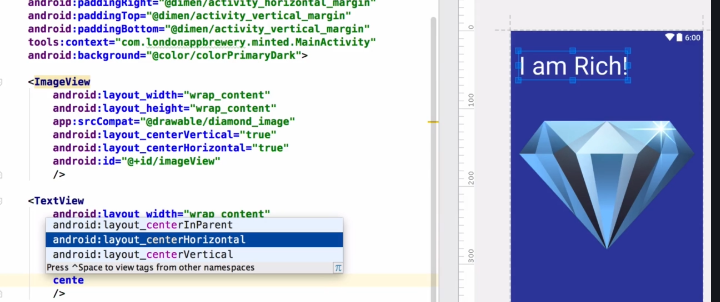 android:paddingRight="@dimen/activity_horizontal_margin"
android:paddingTop="@dimen/activity_vertical_margin"
android:paddingBottom="@dimen/activity_vertical_margin"
tools:context="com.londonappbrewery.minted.MainActivity"
android:background="@color/colorPrimaryDark">
<ImageView
android:layout_width="wrap_content"
android:layout_height="wrap_content"
app:srcCompat="@drawable/diamond_image"
android:layout_centerVertical="true"
android:layout_centerHorizontal="true"
android:id="@+id/imageView"
/>
<TextView
android:layout_width="wrap_content"
android:layout_centerInParent
android:layout_centerHorizontal
android:layout_centerVertical
Press ^Space to view tags from other namespaces
π
cente
/>
0
100
200
300
6:00
I am Rich!